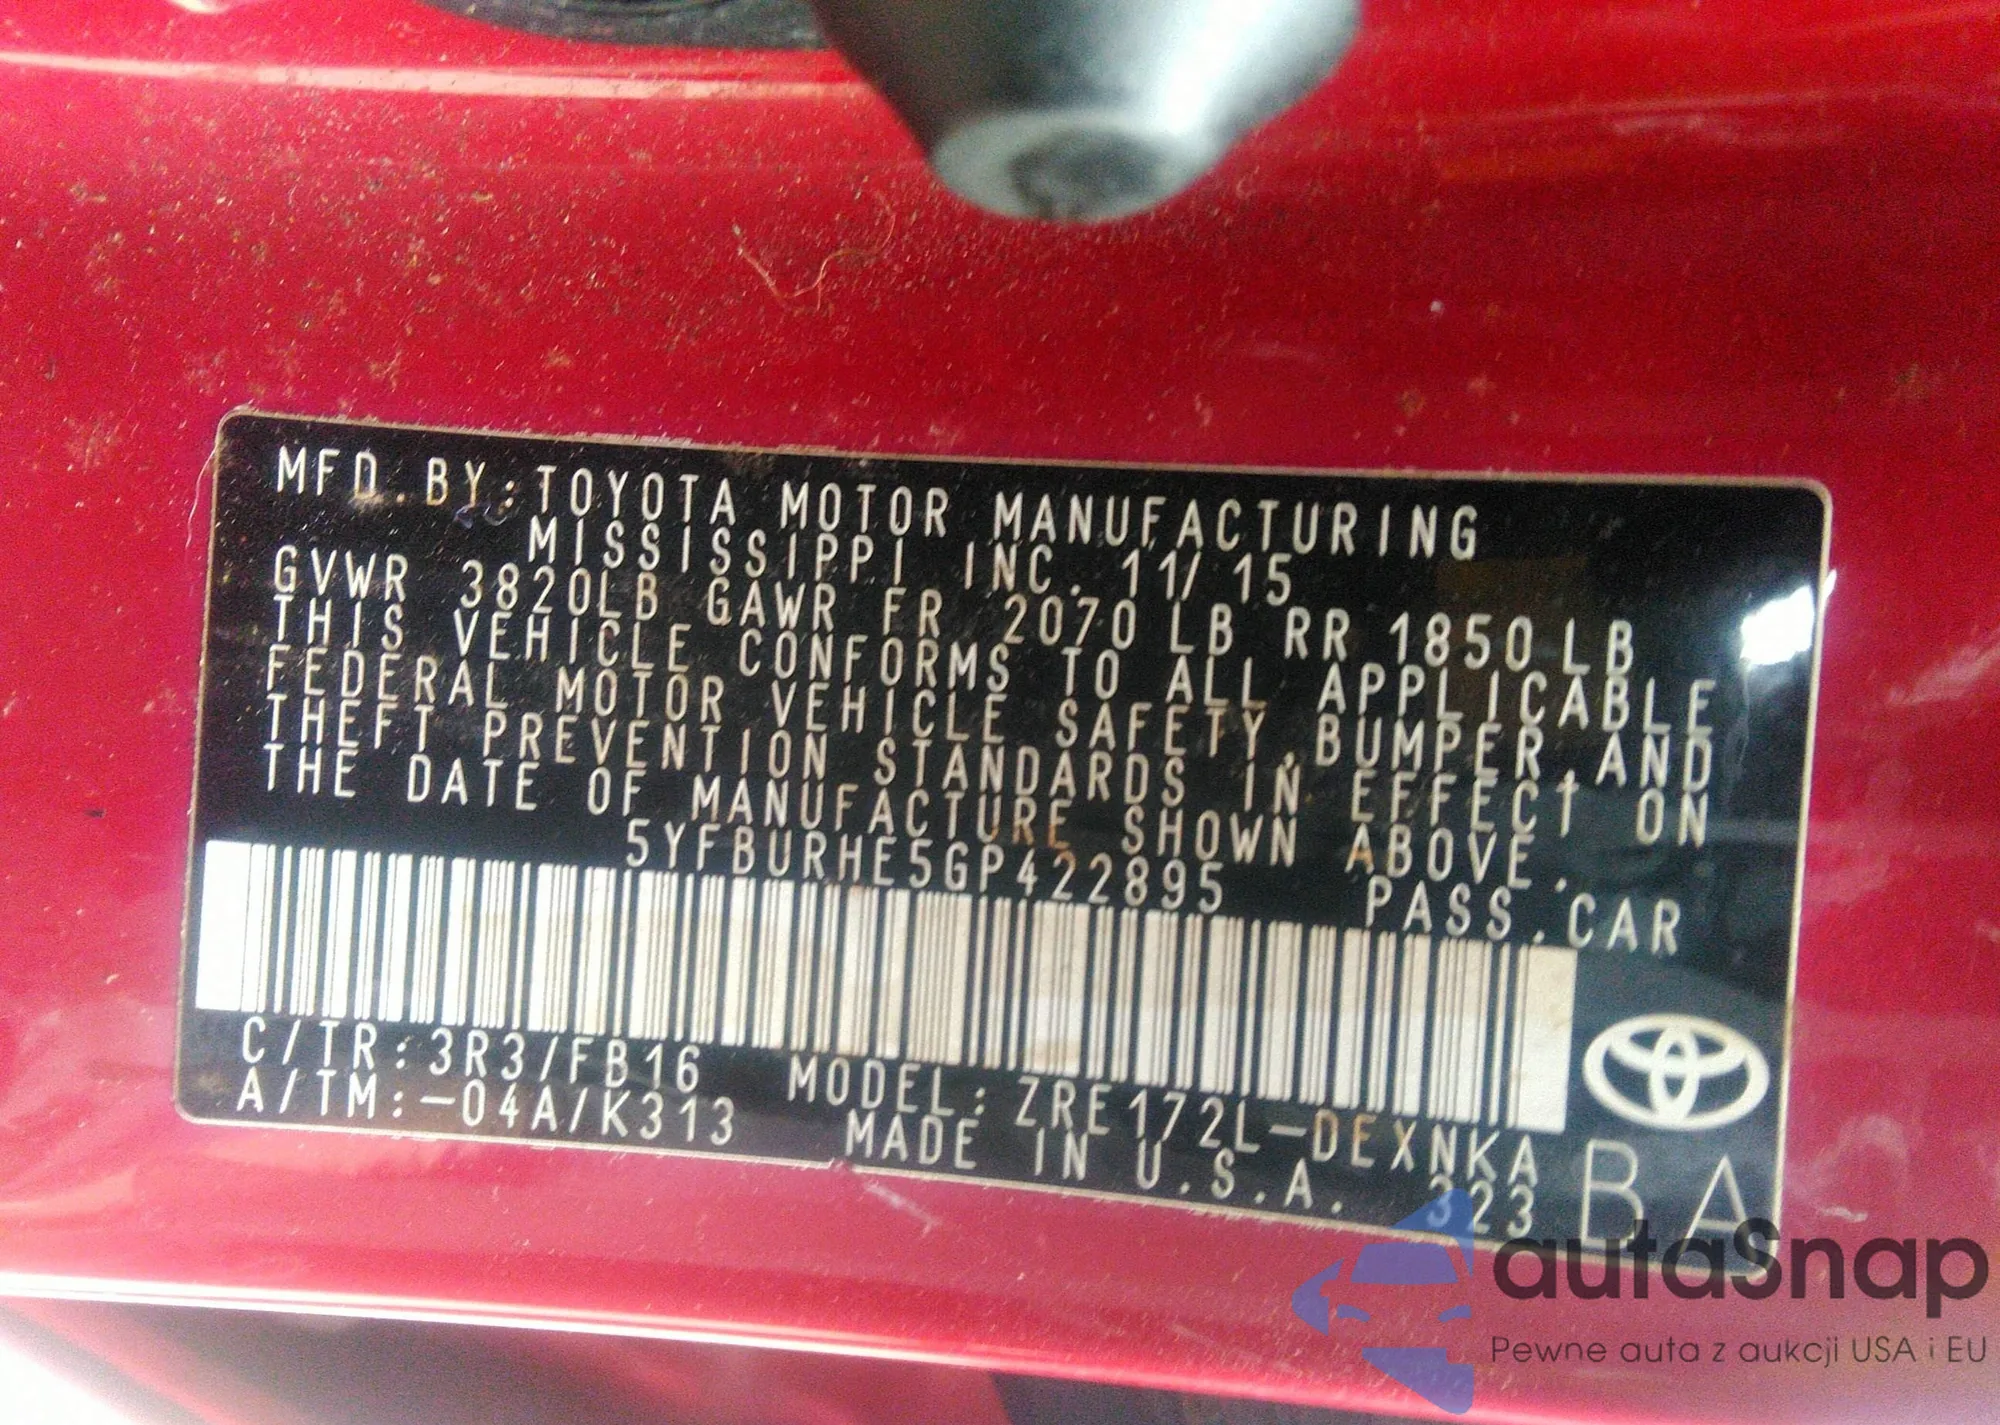 MFD.BY:TOYOTA MOTOR MANUFACTURING
MISSISSIPPI INC. 11/15
GVWR 3820LB GAWR FR 2070LB RR 1850LB
THIS VEHICLE CONFORMS TO ALL APPLICABLE
FEDERAL MOTOR VEHICLE SAFETY,BUMPER,AND
THEFT PREVENTION STANDARDS IN EFFECT ON
THE DATE OF MANUFACTURE SHOWN ABOVE.
5YFBURHE5GP422895 PASS.CAR
C/TR:3R3/FB16 MODEL:ZRE172L-DEXNKA
A/TM:-04A/K313 MADE IN U.S.A. 323
BA
autaSnap
Pewne auta z aukcji USA i EU